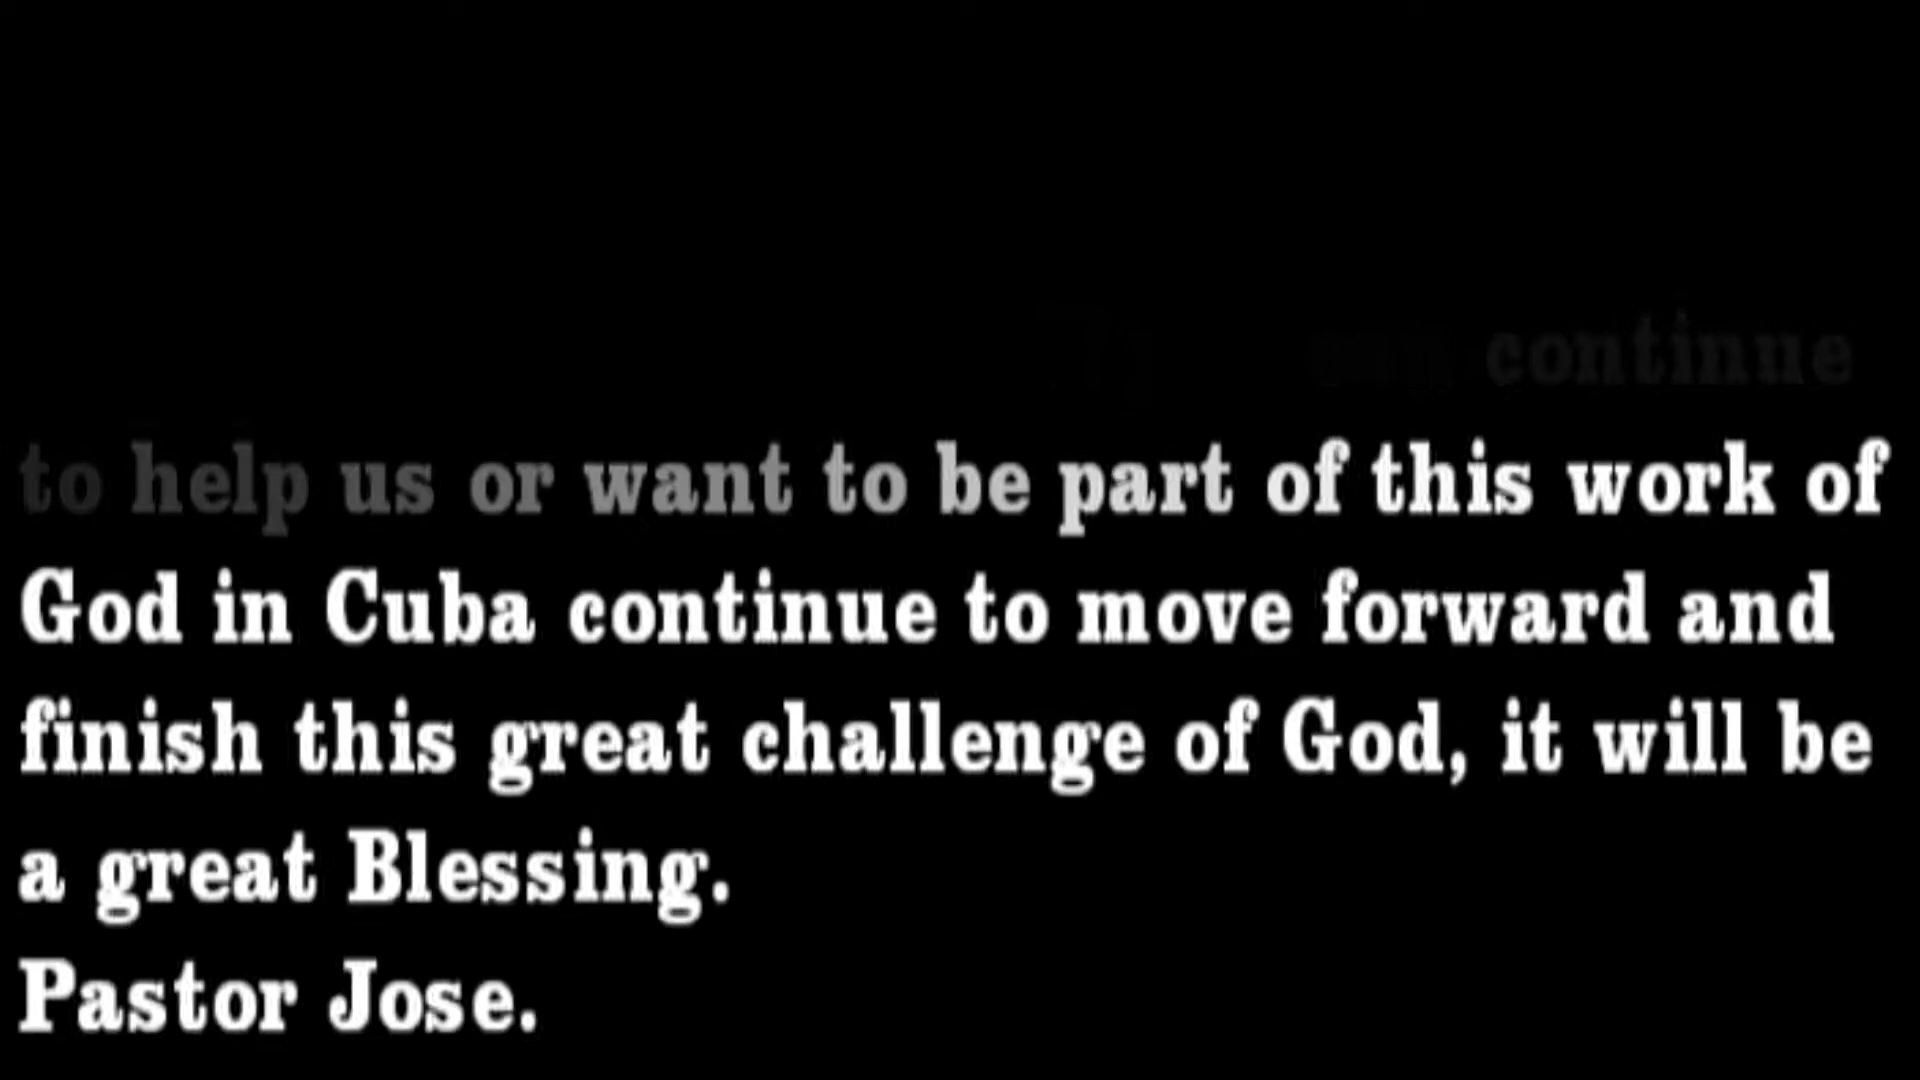 can continue
to help us or want to be part of this work of
God in Cuba continue to move forward and
finish this great challenge of God, it will be
a great Blessing.
Pastor Jose.